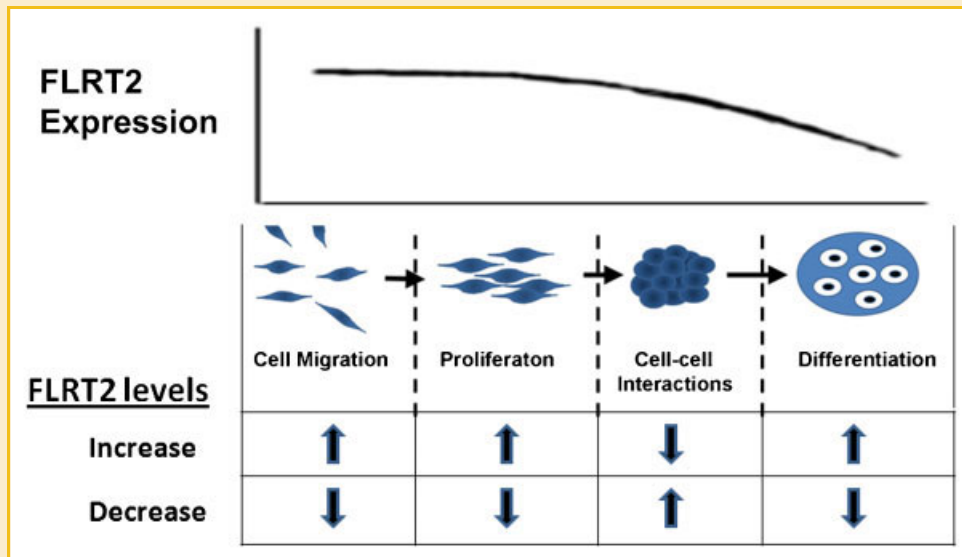 FLRT2
Expression
Cell Migration
Proliferaton
Cell-cell
Interactions
Differentiation
FLRT2 levels
Increase
Decrease